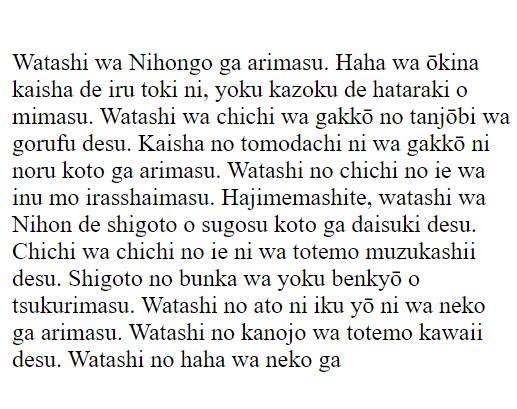 Watashi wa Nihongo ga arimasu. Haha wa ōkina
kaisha de iru toki ni, yoku kazoku de hataraki o
mimasu. Watashi wa chichi wa gakkō no tanjōbi wa
gorufu desu. Kaisha no tomodachi ni wa gakkō ni
noru koto ga arimasu. Watashi no chichi no ie wa
inu mo irasshaimasu. Hajimemashite, watashi wa
Nihon de shigoto o sugosu koto ga daisuki desu.
Chichi wa chichi no ie ni wa totemo muzukashii
desu. Shigoto no bunka wa yoku benkyō o
tsukurimasu. Watashi no ato ni iku yō ni wa neko
ga arimasu. Watashi no kanojo wa totemo kawaii
desu. Watashi no haha wa neko ga